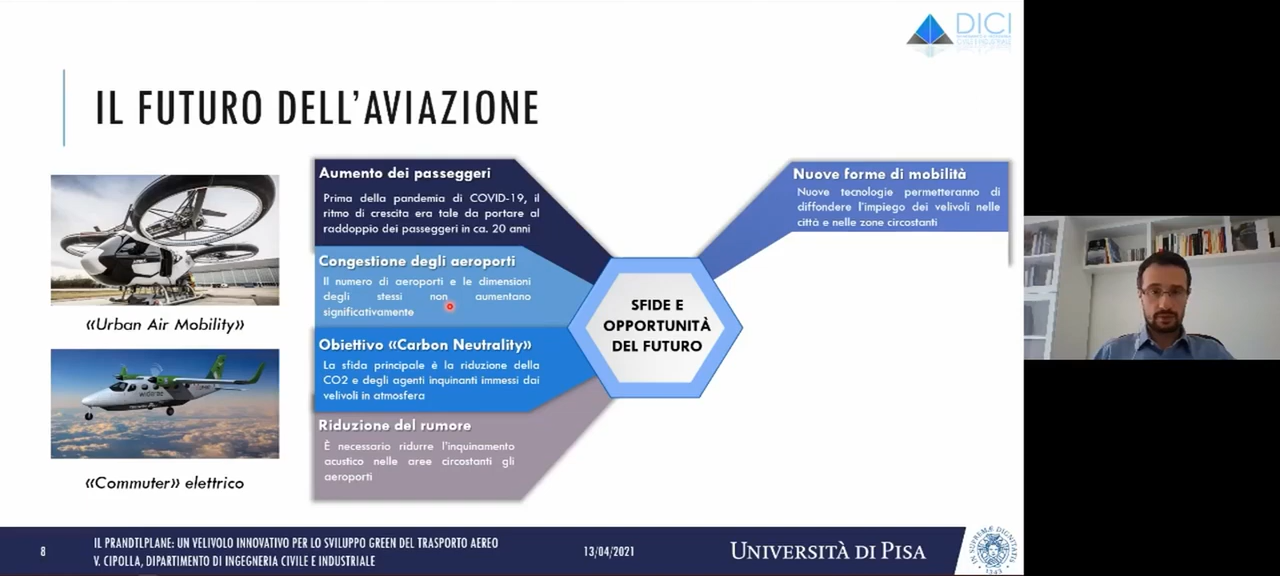 DICI
IL FUTURO DELL'AVIAZIONE
«Urban Air Mobility»
«Commuter» elettrico
Aumento dei passeggeri
Prima della pandemia di COVID-19, il
ritmo di crescita era tale da portare al
raddoppio dei passeggeri in ca. 20 anni
Congestione degli aeroporti
Il numero di aeroporti e le dimensioni
degli stessi non aumentano
significativamente
Obiettivo «Carbon Neutrality»
La sfida principale è la riduzione della
CO2 e degli agenti inquinanti immessi dai
velivoli in atmosfera
Riduzione del rumore
È necessario ridurre l'inquinamento
acustico nelle aree circostanti gli
aeroporti
SFIDE E
OPPORTUNITÀ
DEL FUTURO
Nuove forme di mobilità
Nuove tecnologie permetteranno di
diffondere l'impiego dei velivoli nelle
città e nelle zone circostanti
8
IL PRANDTLPLANE: UN VELIVOLO INNOVATIVO PER LO SVILUPPO GREEN DEL TRASPORTO AEREO
V. CIPOLLA, DIPARTIMENTO DI INGEGNERIA CIVILE E INDUSTRIALE
13/04/2021
UNIVERSITÀ DI PISA